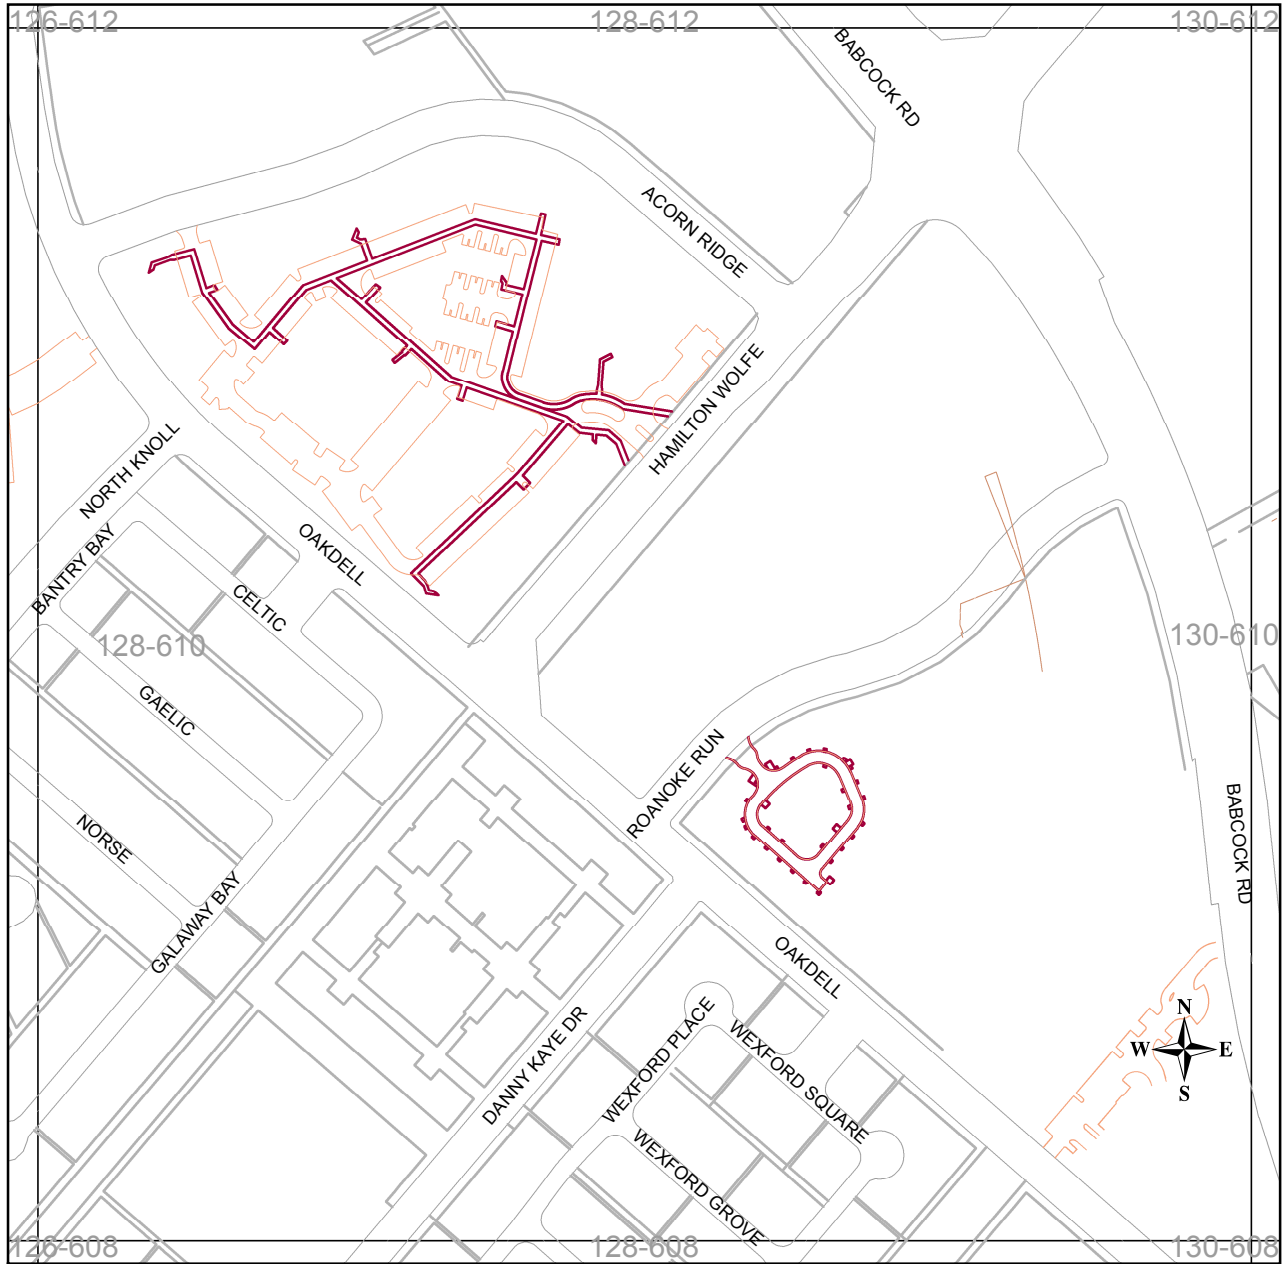 126-612
128-612
130-612
BABCOCK RD
ACORN RIDGE
HAMILTON WOLFE
NORTH KNOLL
BANTRY BAY
OAKDELL
CELTIC
128-610
130-610
GAELIC
ROANOKE RUN
NORSE
BABCOCK RD
GALAWAY BAY
OAKDELL
N
W
E
S
DANNY KAYE DR
WEXFORD PLACE
WEXFORD SQUARE
WEXFORD GROVE
126-608
128-608
130-608